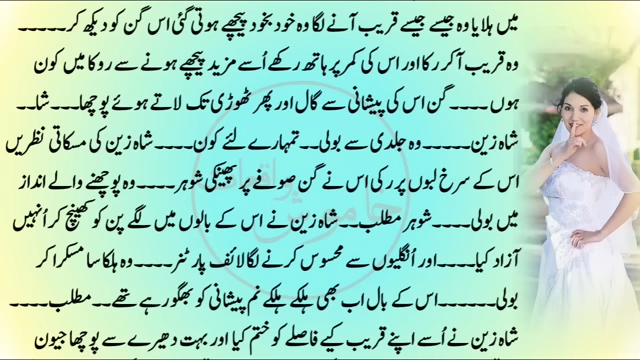 میں ہلایا وہ جیسے جیسے قریب آنے لگا وہ خود بخود پیچھے ہوتی گئی اس گن کو دیکھ کر۔۔۔۔۔
وہ قریب آ کر رکا اور اس کی کمر پر ہاتھ رکھے اُسے مزید پیچھے ہونے سے روکا میں کون
ہوں ۔۔۔۔ گن اس کی پیشانی سے گال اور پھر ٹھوڑی تک لاتے ہوئے پوچھا۔۔۔ شا۔۔
شاہ زین۔۔۔۔۔ وہ جلدی سے بولی۔۔ تمہارے لئے کون۔۔۔۔ شاہ زین کی مسکاتی نظریں
اس کے سرخ لبوں پر رکی اس نے گن صوفے پر پھینکی شوہر۔۔۔۔ وہ پوچھنے والے انداز
میں بولی۔۔۔۔ شوہر مطلب۔۔ شاہ زین نے اس کے بالوں میں لگے پن کو کھینچ کر اُنہیں
آزاد کیا۔۔۔۔ اور اُنگلیوں سے محسوس کرنے لگا لائف پارٹنر۔۔۔۔ وہ ہلکا سا مسکرا کر
بولی۔۔۔۔۔۔ اس کے بال اب بھی ہلکے ہلکے نم پیشانی کو بھگو رہے تھے۔۔ مطلب۔۔۔۔
شاہ زین نے اُسے اپنے قریب کیے فاصلے کو ختم کیا اور بہت دھیرے سے پوچھا جیون